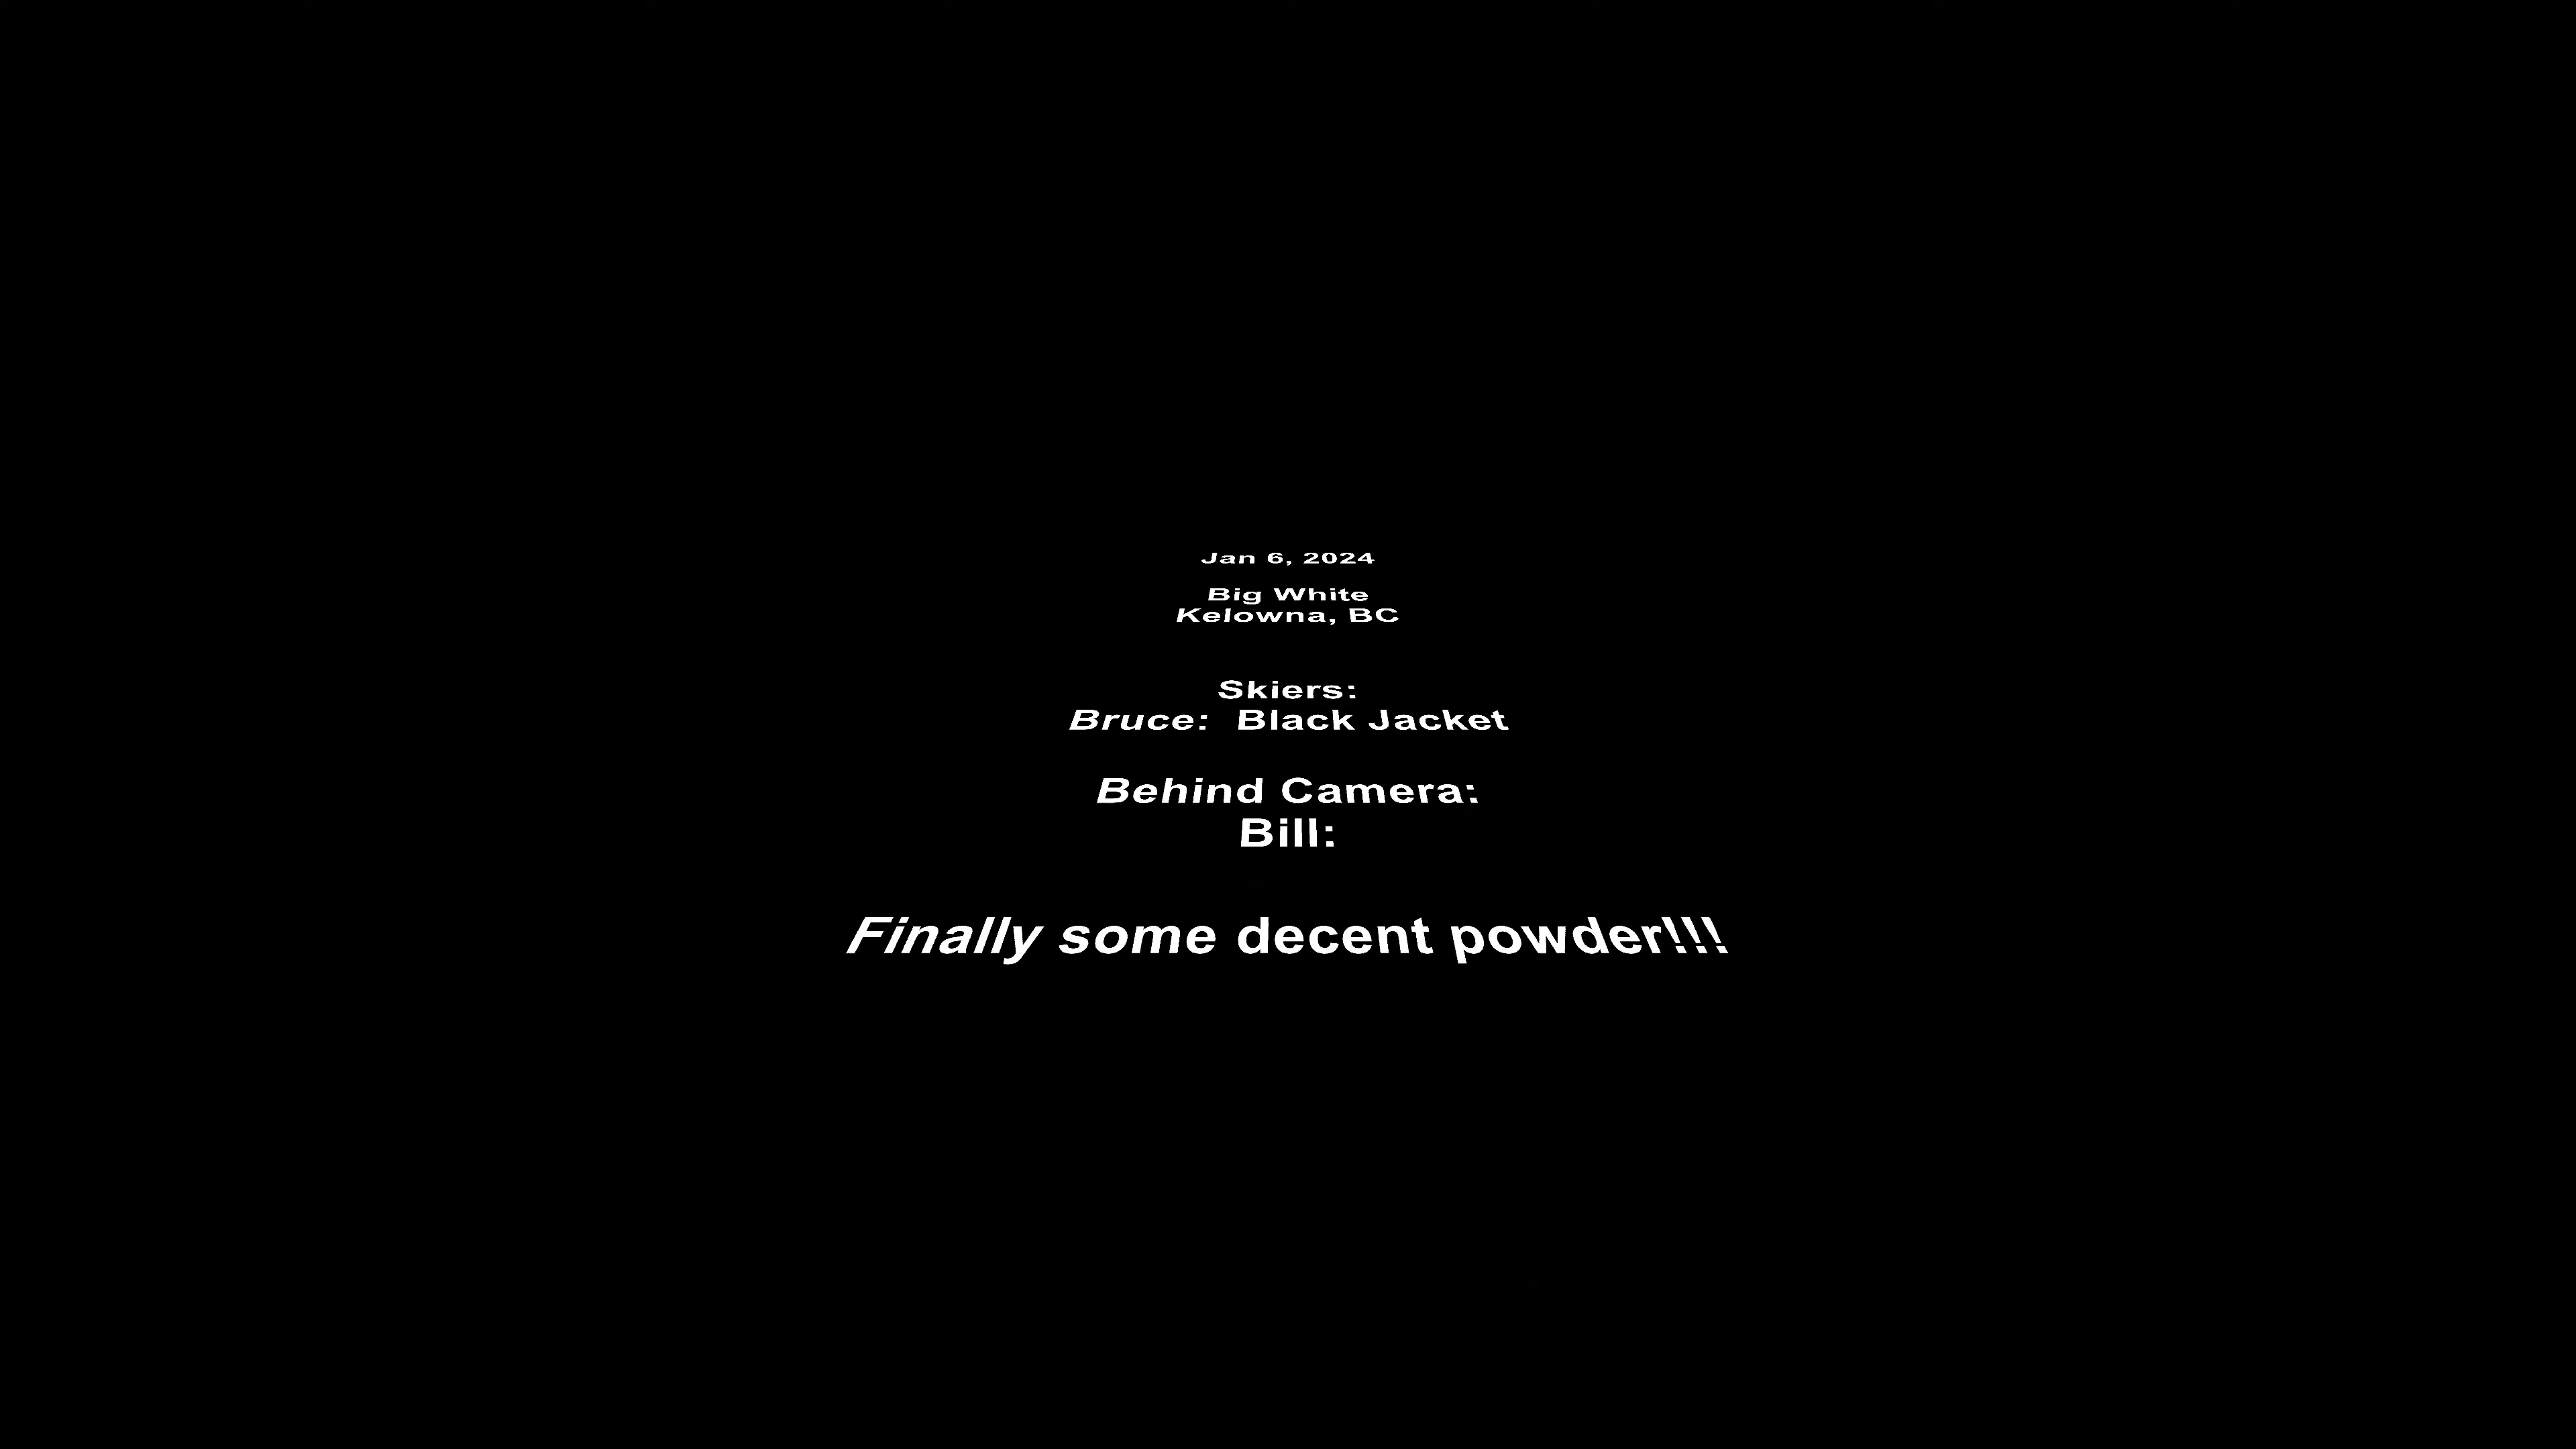 Jan 6, 2024
Big White
Kelowna, BC
Skiers:
Bruce:  Black Jacket
Behind Camera:
Bill:
Finally some decent powder!!!